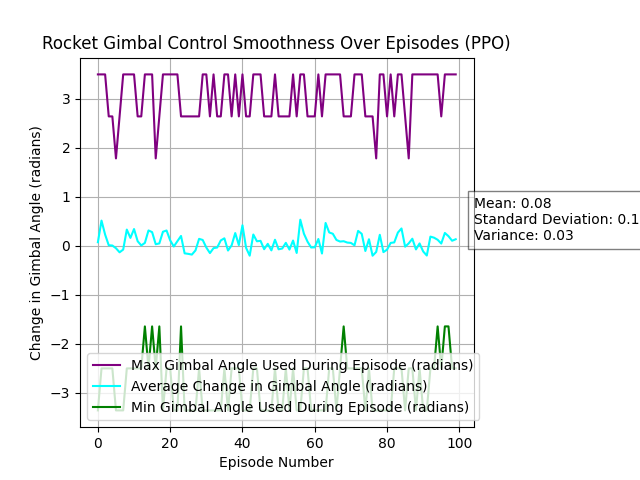 Rocket Gimbal Control Smoothness Over Episodes (PPO)
Change in Gimbal Angle (radians)
3
2
1
0
−1
−2
−3
Mean: 0.08
Standard Deviation: 0.1
Variance: 0.03
Max Gimbal Angle Used During Episode (radians)
Average Change in Gimbal Angle (radians)
Min Gimbal Angle Used During Episode (radians)
0 20 40 60 80 100
Episode Number